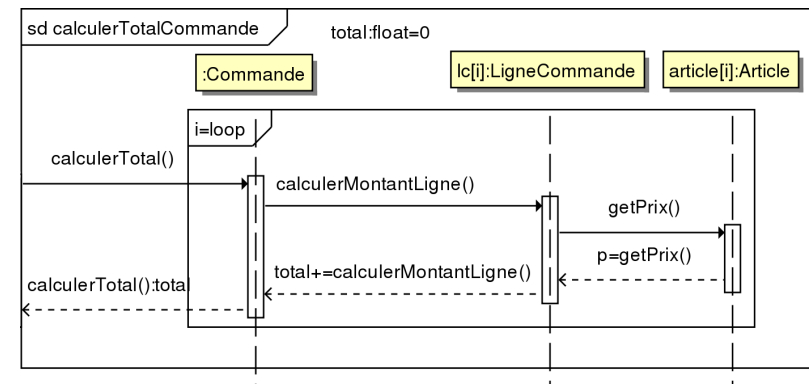 sd calculerTotalCommande
total:float=0
:Commande
lc[i]:LigneCommande
article[i]:Article
i=loop
calculerTotal()
calculerMontantLigne()
getPrix()
p=getPrix()
total+=calculerMontantLigne()
calculerTotal():total